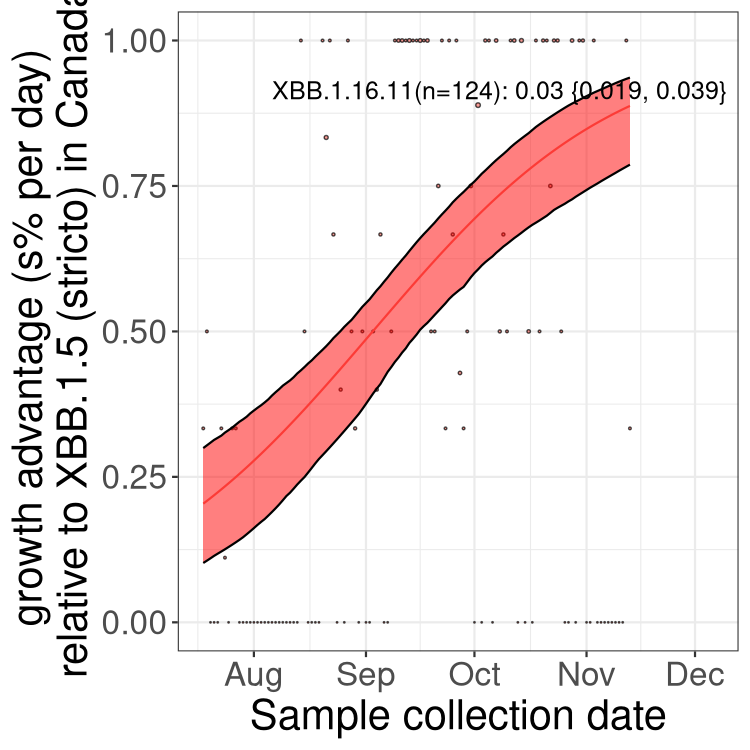 growth advantage (s% per day)
relative to XBB.1.5 (stricto) in Canada
1.00
0.75
0.50
0.25
0.00
XBB.1.16.11(n=124): 0.03 {0.019, 0.039}
Aug Sep Oct Nov Dec
Sample collection date